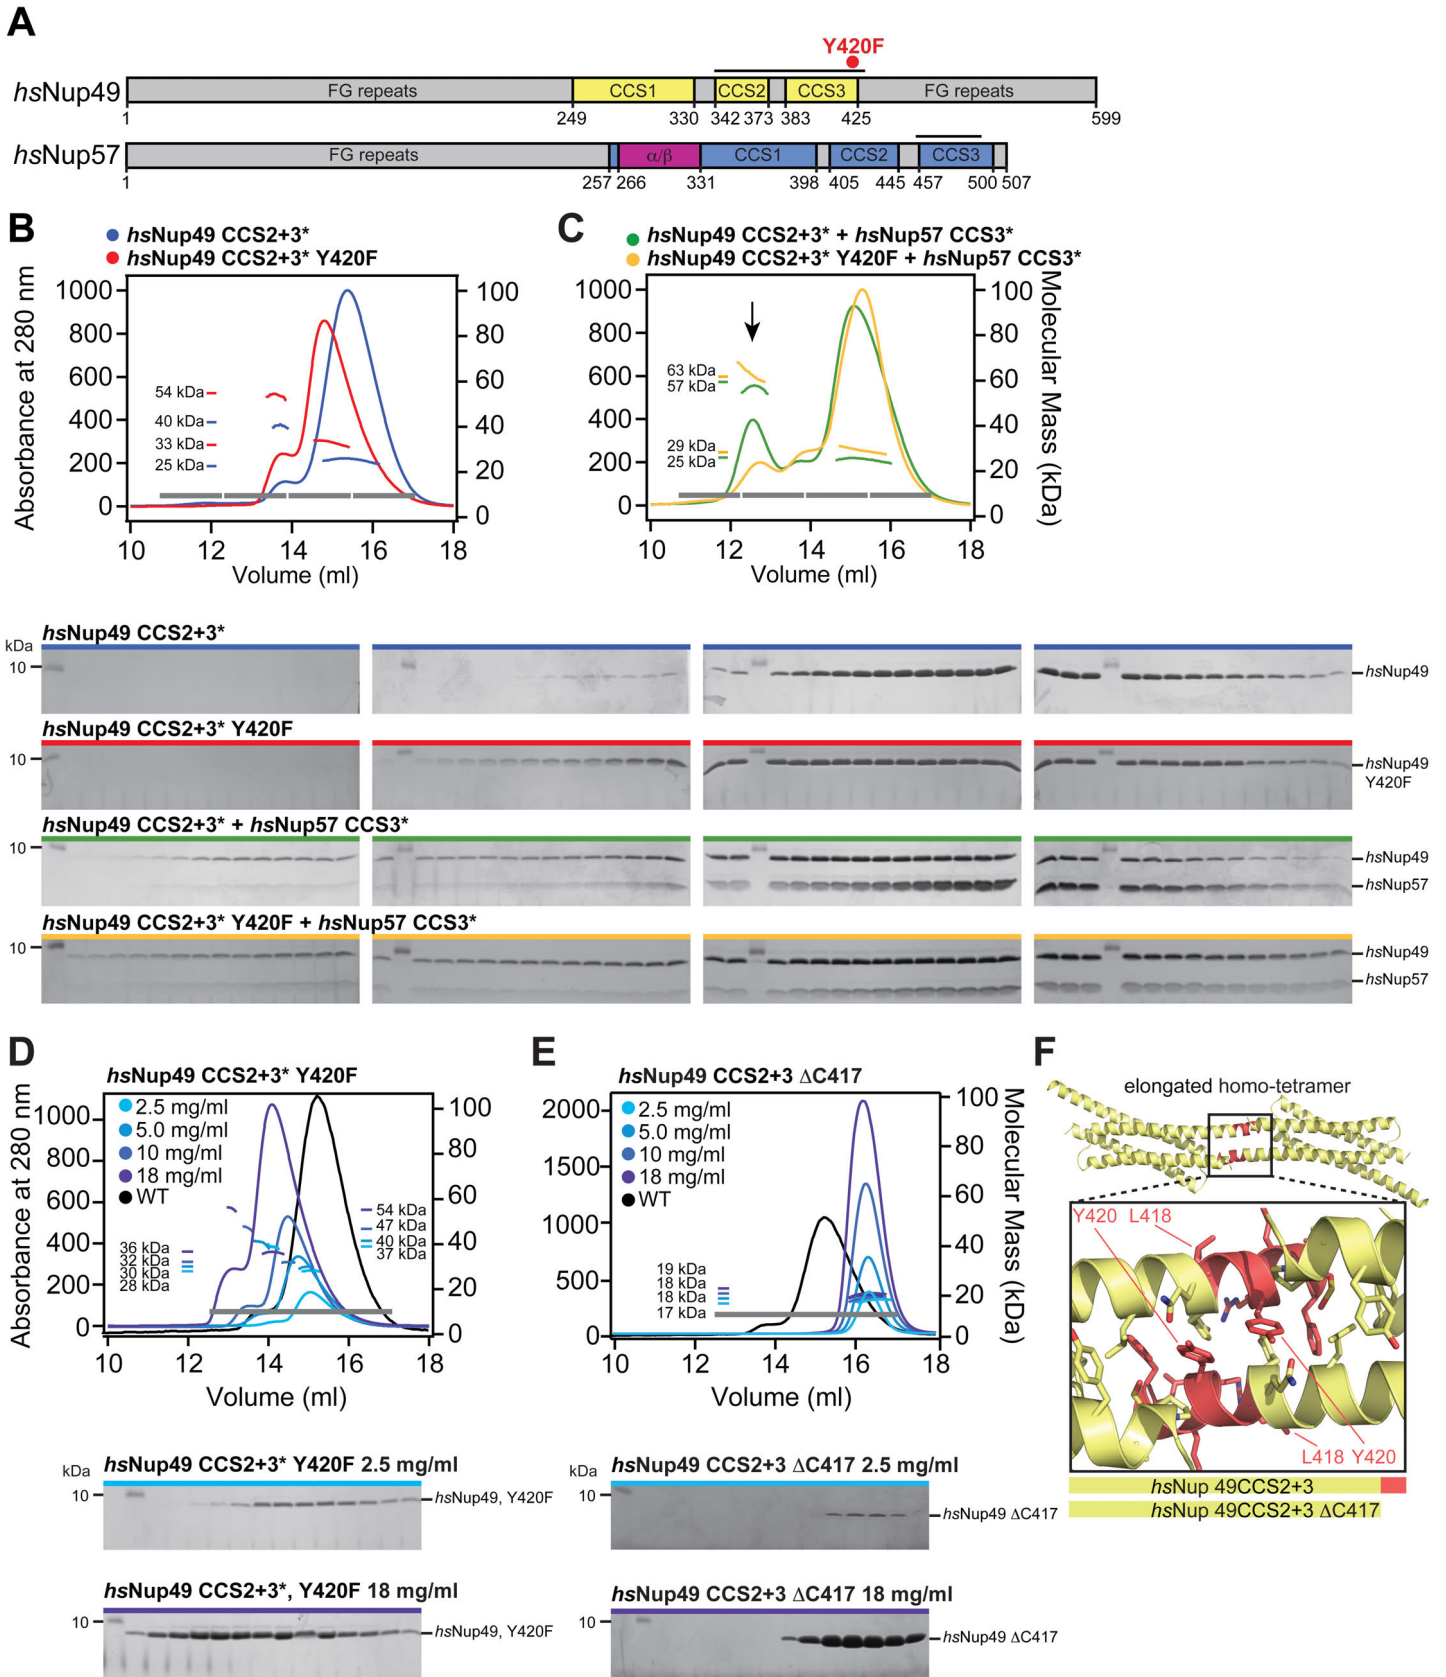 A
Y420F
hsNup49 FG repeats CCS1 CCS2 CCS3 FG repeats
1 249 330 342 373 383 425 599
hsNup57 FG repeats α/β CCS1 CCS2 CCS3
1 257 266 331 398 405 445 457 500 507
B
hsNup49 CCS2+3*
hsNup49 CCS2+3* Y420F
Absorbance at 280 nm
1000
800
600
400
200
0
100
80
60
40
20
0
54 kDa
40 kDa
33 kDa
25 kDa
10 12 14 16 18
Volume (ml)
C
hsNup49 CCS2+3* + hsNup57 CCS3*
hsNup49 CCS2+3* Y420F + hsNup57 CCS3*
1000
800
600
400
200
0
100
80
60
40
20
0
Molecular Mass (kDa)
63 kDa
57 kDa
29 kDa
25 kDa
10 12 14 16 18
Volume (ml)
hsNup49 CCS2+3*
kDa
10
hsNup49
hsNup49 CCS2+3* Y420F
10
hsNup49
Y420F
hsNup49 CCS2+3* + hsNup57 CCS3*
10
hsNup49
hsNup57
hsNup49 CCS2+3* Y420F + hsNup57 CCS3*
10
hsNup49
hsNup57
D
hsNup49 CCS2+3* Y420F
Absorbance at 280 nm
2.5 mg/ml
5.0 mg/ml
10 mg/ml
18 mg/ml
WT
1000
800
600
400
200
0
100
80
60
40
20
0
54 kDa
47 kDa
40 kDa
37 kDa
36 kDa
32 kDa
30 kDa
28 kDa
10 12 14 16 18
Volume (ml)
hsNup49 CCS2+3* Y420F 2.5 mg/ml
kDa
10
hsNup49, Y420F
hsNup49 CCS2+3*, Y420F 18 mg/ml
10
hsNup49, Y420F
E
hsNup49 CCS2+3 ΔC417
2.5 mg/ml
5.0 mg/ml
10 mg/ml
18 mg/ml
WT
2000
1500
1000
500
0
100
80
60
40
20
0
Molecular Mass (kDa)
19 kDa
18 kDa
18 kDa
17 kDa
10 12 14 16 18
Volume (ml)
hsNup49 CCS2+3 ΔC417 2.5 mg/ml
kDa
10
hsNup49 ΔC417
hsNup49 CCS2+3 ΔC417 18 mg/ml
10
hsNup49 ΔC417
F
elongated homo-tetramer
Y420 L418
L418 Y420
hsNup 49CCS2+3
hsNup 49CCS2+3 ΔC417